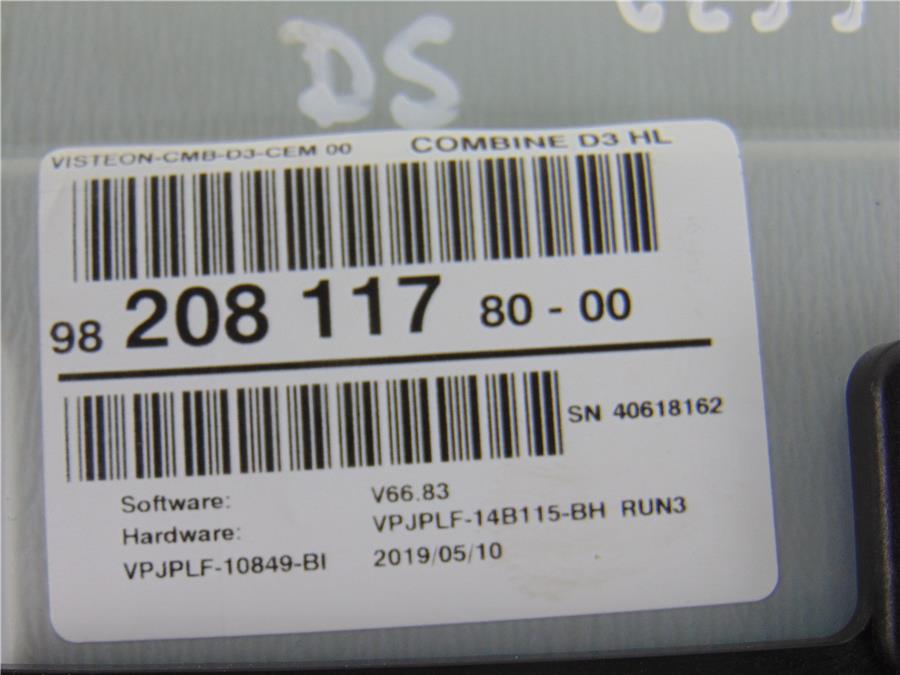 DS
VISTEON-CMB-D3-CEM 00 COMBINE D3 HL
98 208 117 80 - 00
SN 40618162
Software: V66.83
Hardware: VPJPLF-14B115-BH RUN3
VPJPLF-10849-BI 2019/05/10